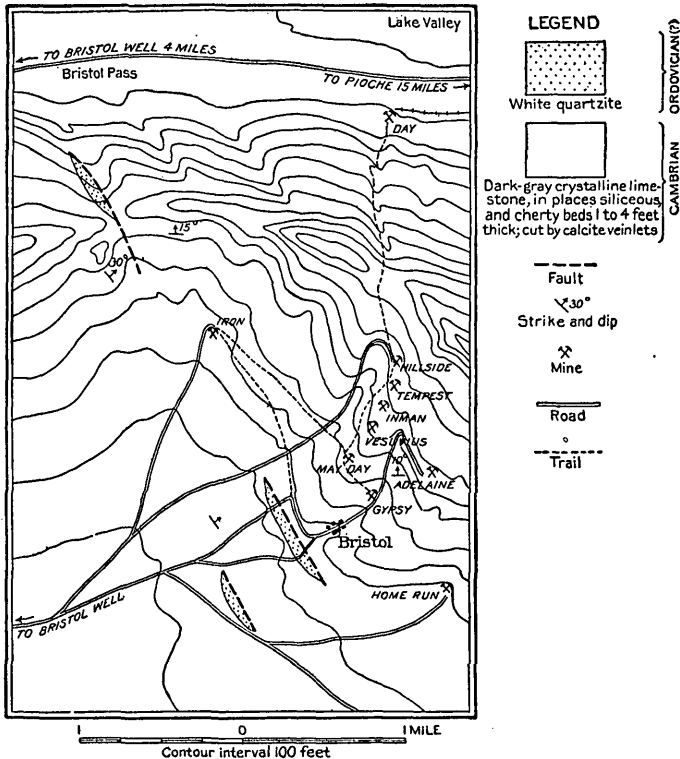 Lake Valley
TO BRISTOL WELL 4 MILES
Bristol Pass
TO PIOCHE 15 MILES
DAY
15°
30°
IRON
HILLSIDE
TEMPEST
INMAN
VESUVIUS
MAY DAY
10°
ADELAINE
GYPSY
Bristol
HOME RUN
TO BRISTOL WELL
1 0 1 MILE
Contour interval 100 feet
LEGEND
White quartzite
ORDOVICIAN(?)
Dark-gray crystalline lime-
stone, in places siliceous
and cherty beds 1 to 4 feet
thick; cut by calcite veinlets
CAMBRIAN
Fault
30°
Strike and dip
Mine
Road
Trail